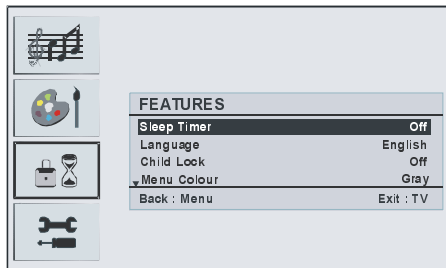 FEATURES
Sleep Timer Off
Language English
Child Lock Off
Menu Colour Gray
Back : Menu Exit : TV